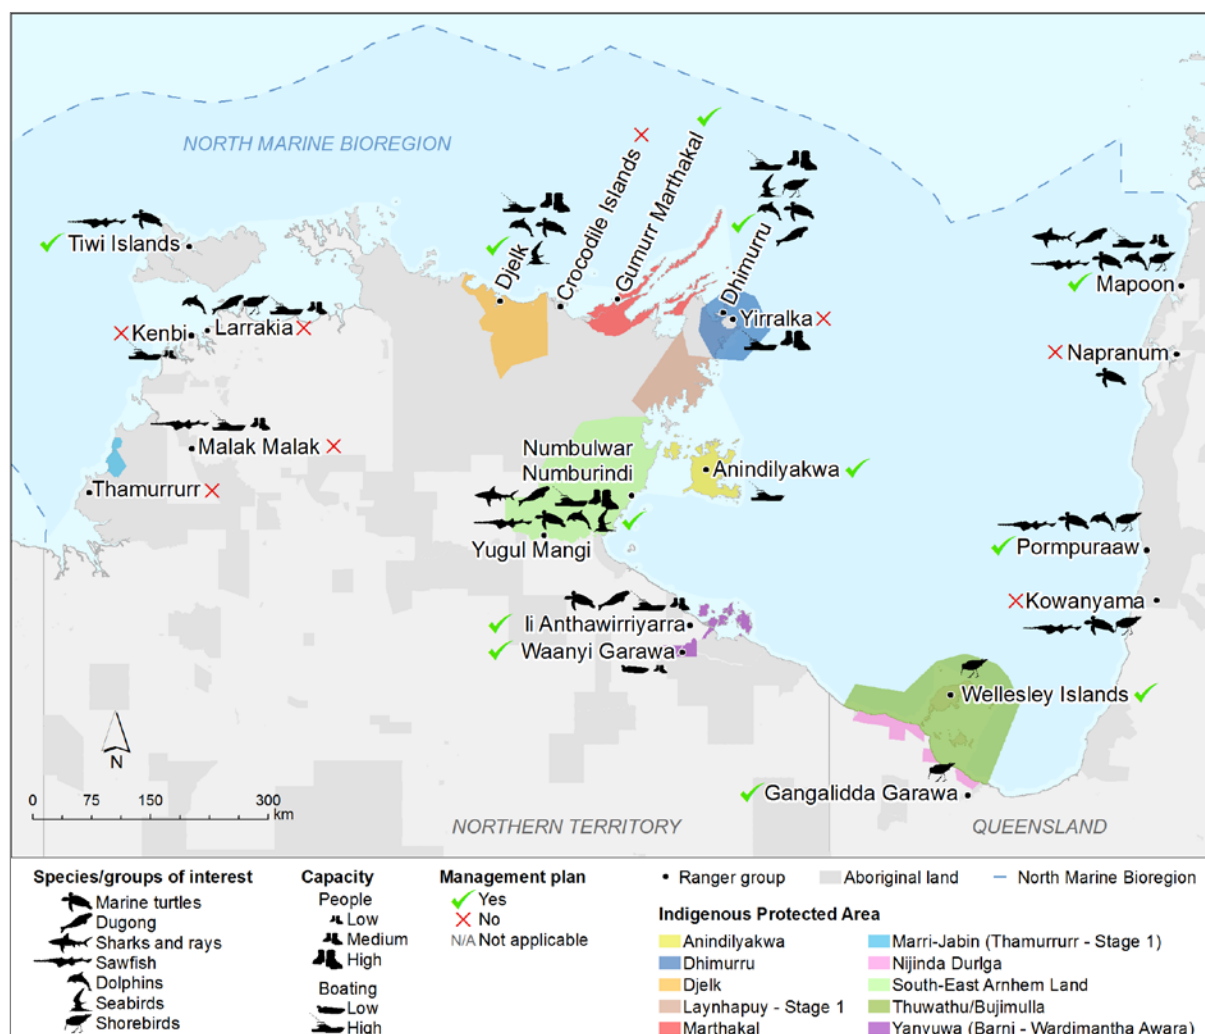 NORTH MARINE BIOREGION
Crocodile Islands
Gumurr Marthakal
Djelk
Dhimurru
Tiwi Islands
Mapoon
Kenbi
Larrakia
Yirralka
Napranum
Malak Malak
Numbulwar
Numburindi
Anindilyakwa
Thamurrurr
Yugul Mangi
Pormpuraaw
Kowanyama
li Anthawirriyarra
Waanyi Garawa
Wellesley Islands
Gangalidda Garawa
N
0 75 150 300
km
NORTHERN TERRITORY
QUEENSLAND
Species/groups of interest
Marine turtles
Dugong
Sharks and rays
Sawfish
Dolphins
Seabirds
Shorebirds
Capacity
People
Low
Medium
High
Boating
Low
High
Management plan
Yes
No
N/A Not applicable
Ranger group
Aboriginal land
North Marine Bioregion
Indigenous Protected Area
Anindilyakwa
Dhimurru
Djelk
Laynhapuy - Stage 1
Marthakal
Marri-Jabin (Thamurrurr - Stage 1)
Nijinda Durlga
South-East Arnhem Land
Thuwathu/Bujimulla
Yanyuwa (Barni - Wardimantha Awara)